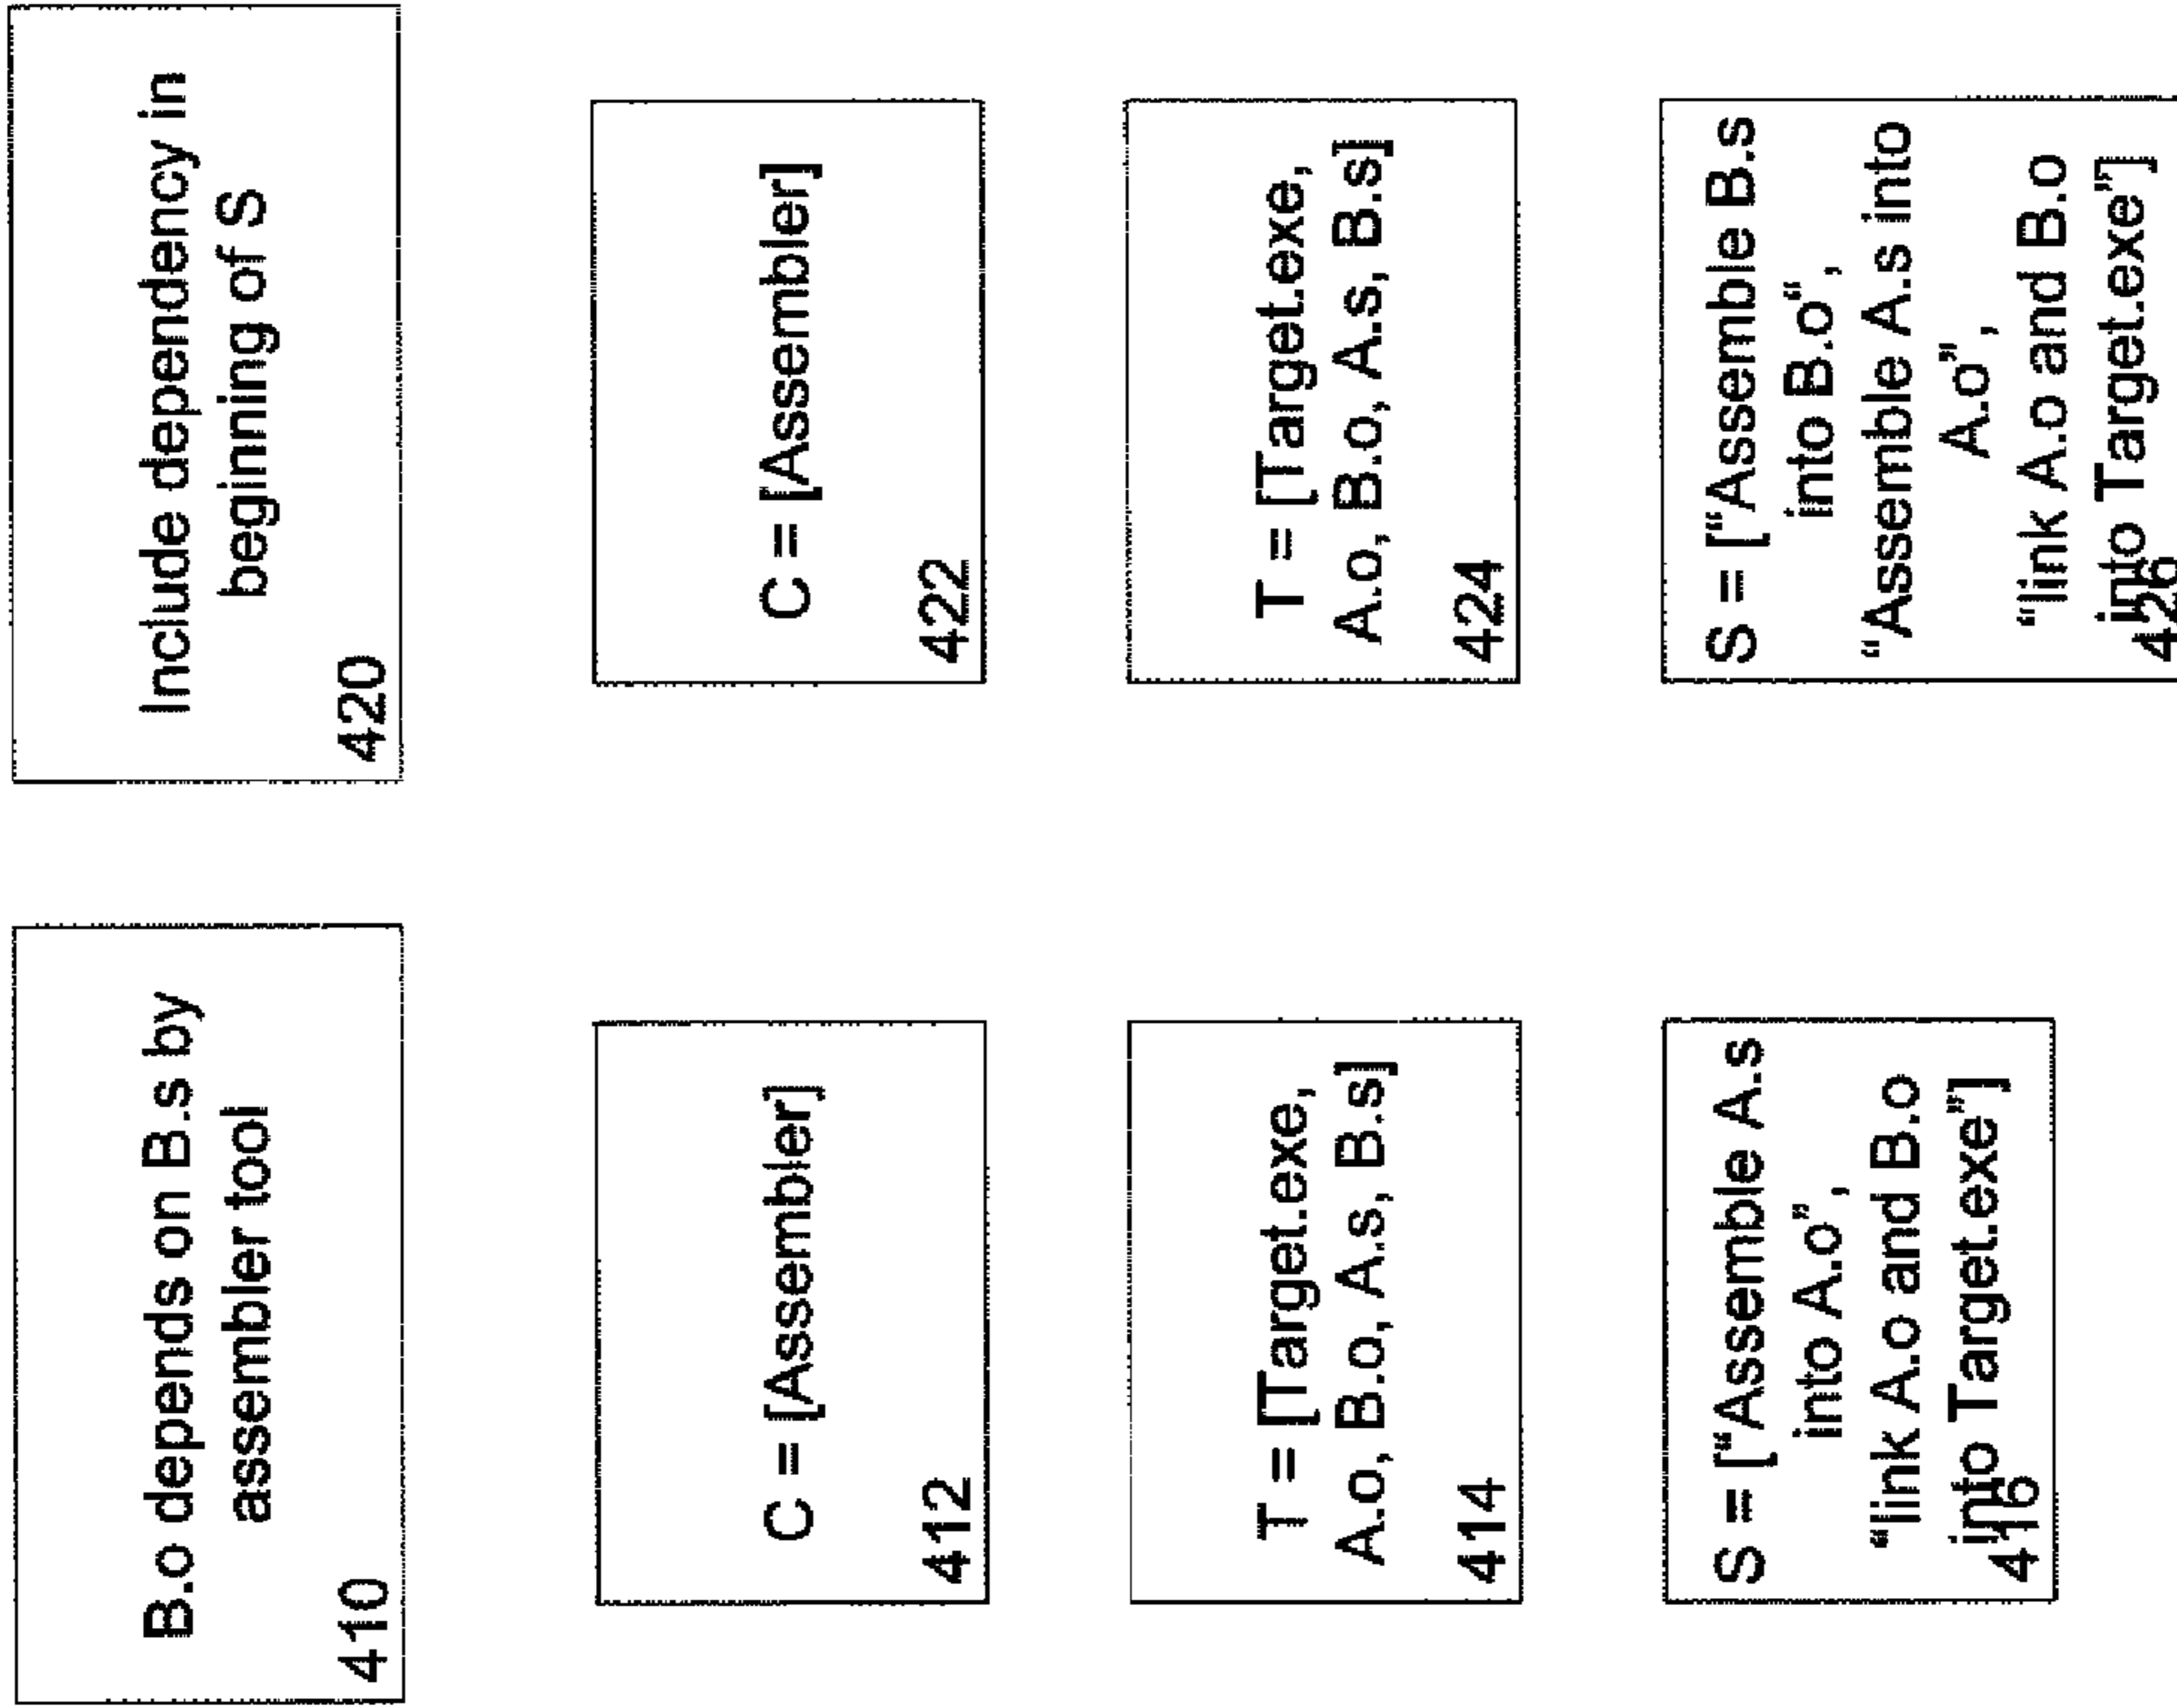 B.o depends on B.s by
assembler tool
410
C = [Assembler]
412
T = [Target.exe,
A.o, B.o, A.s, B.s]
414
S = [“Assemble A.s
into A.o”,
“link A.o and B.o
into Target.exe”]
416
Include dependency in
beginning of S
420
C = [Assembler]
422
T = [Target.exe,
A.o, B.o, A.s, B.s]
424
S = [“Assemble B.s
into B.o“,
“Assemble A.s into
A.o”,
“link A.o and B.o
into Target.exe”]
426